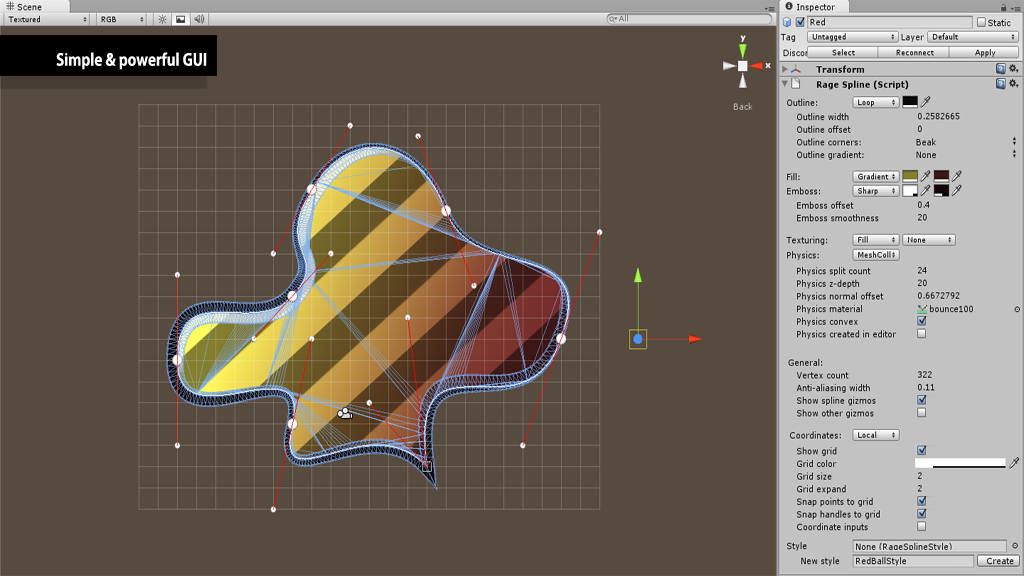 Scene
Textured RGB All
Simple & powerful GUI
y
x
Back
Inspector
Red Static
Tag Untagged Layer Default
Discon Select Reconnect Apply
Transform
Rage Spline (Script)
Outline: Loop
Outline width 0.2582665
Outline offset 0
Outline corners: Beak
Outline gradient: None
Fill: Gradient
Emboss: Sharp
Emboss offset 0.4
Emboss smoothness 20
Texturing: Fill None
Physics: MeshColl
Physics split count 24
Physics z-depth 20
Physics normal offset 0.6672792
Physics material bounce100
Physics convex
Physics created in editor
General:
Vertex count 322
Anti-aliasing width 0.11
Show spline gizmos
Show other gizmos
Coordinates: Local
Show grid
Grid color
Grid size 2
Grid expand 2
Snap points to grid
Snap handles to grid
Coordinate inputs
Style None (RageSplineStyle)
New style RedBallStyle Create